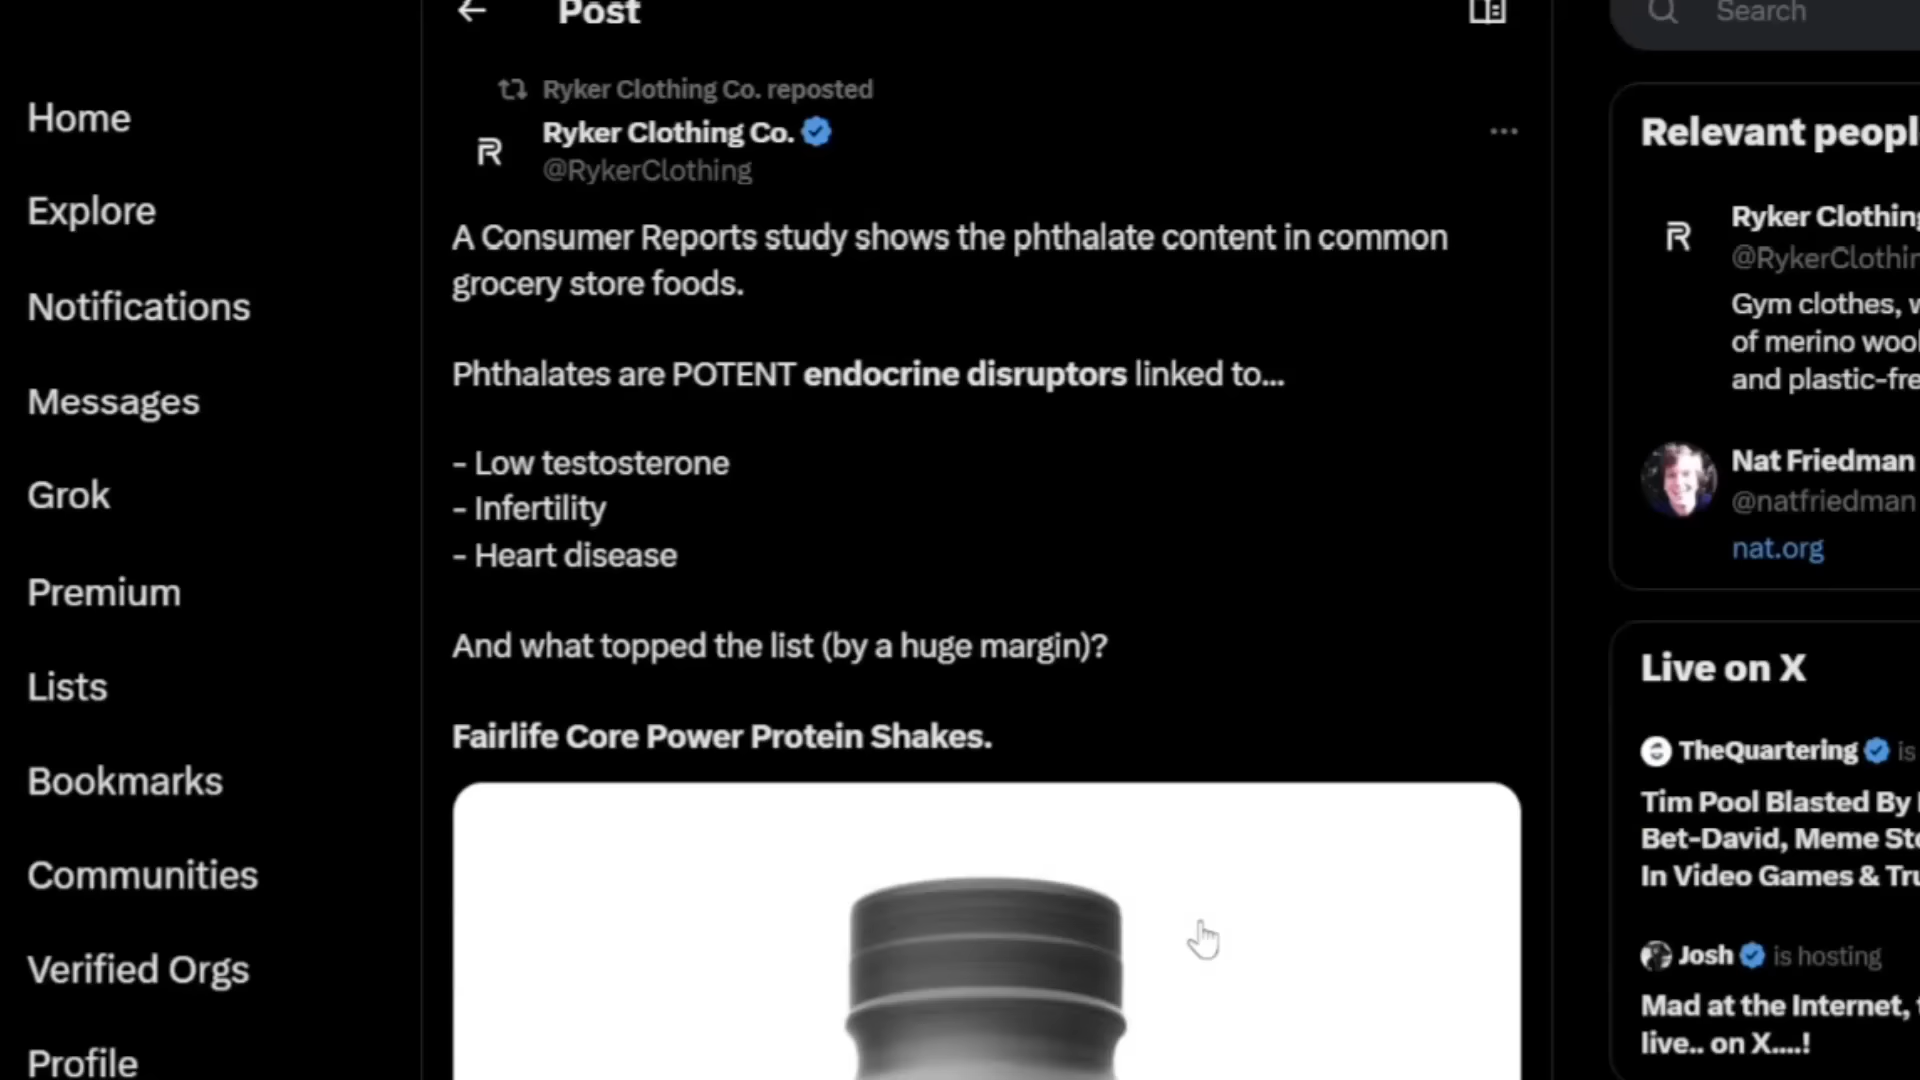 Post
Search
Home
Explore
Notifications
Messages
Grok
Premium
Lists
Bookmarks
Communities
Verified Orgs
Profile
Ryker Clothing Co. reposted
Ryker Clothing Co.
@RykerClothing
A Consumer Reports study shows the phthalate content in common
grocery store foods.
Phthalates are POTENT endocrine disruptors linked to...
- Low testosterone
- Infertility
- Heart disease
And what topped the list (by a huge margin)?
Fairlife Core Power Protein Shakes.
Relevant peopl
Ryker Clothing
@RykerClothin
Gym clothes, w
of merino wool
and plastic-fre
Nat Friedman
@natfriedman
nat.org
Live on X
TheQuartering is
Tim Pool Blasted By
Bet-David, Meme Sto
In Video Games & Tru
Josh is hosting
Mad at the Internet,
live.. on X....!